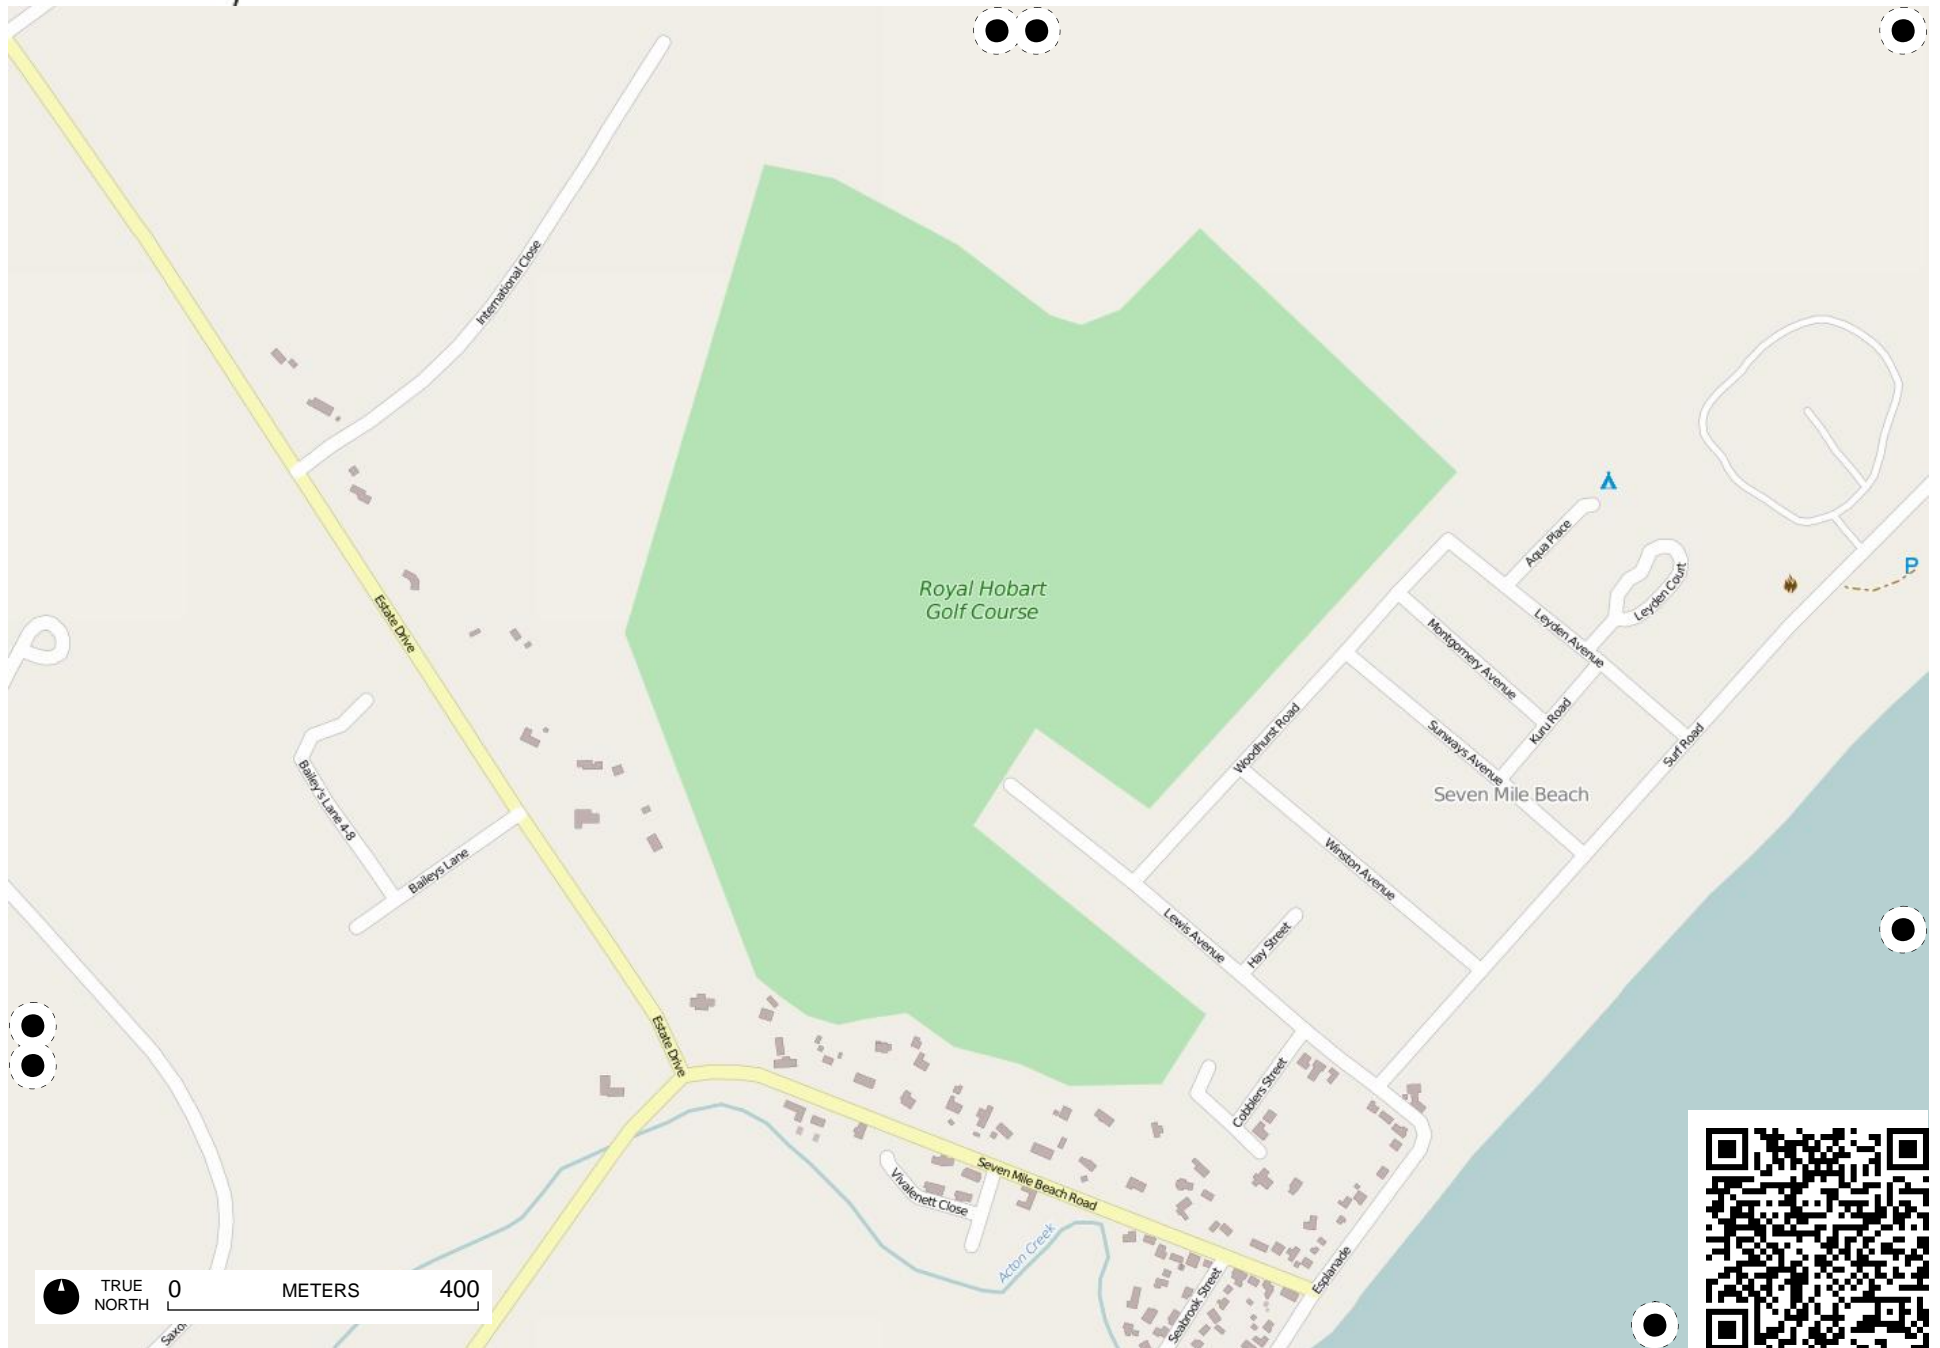 International Close
Royal Hobart
Golf Course
Aqua Place
Leyden Court
P
Leyden Avenue
Montgomery Avenue
Estate Drive
Kuru Road
Woodhurst Road
Sunways Avenue
Surf Road
Seven Mile Beach
Bailey's Lane 4-8
Baileys Lane
Winston Avenue
Lewis Avenue
Hay Street
Estate Drive
Cobblers Street
Vivalenett Close
Seven Mile Beach Road
Acton Creek
Esplanade
Seabrook Street
TRUE
NORTH
0 METERS 400